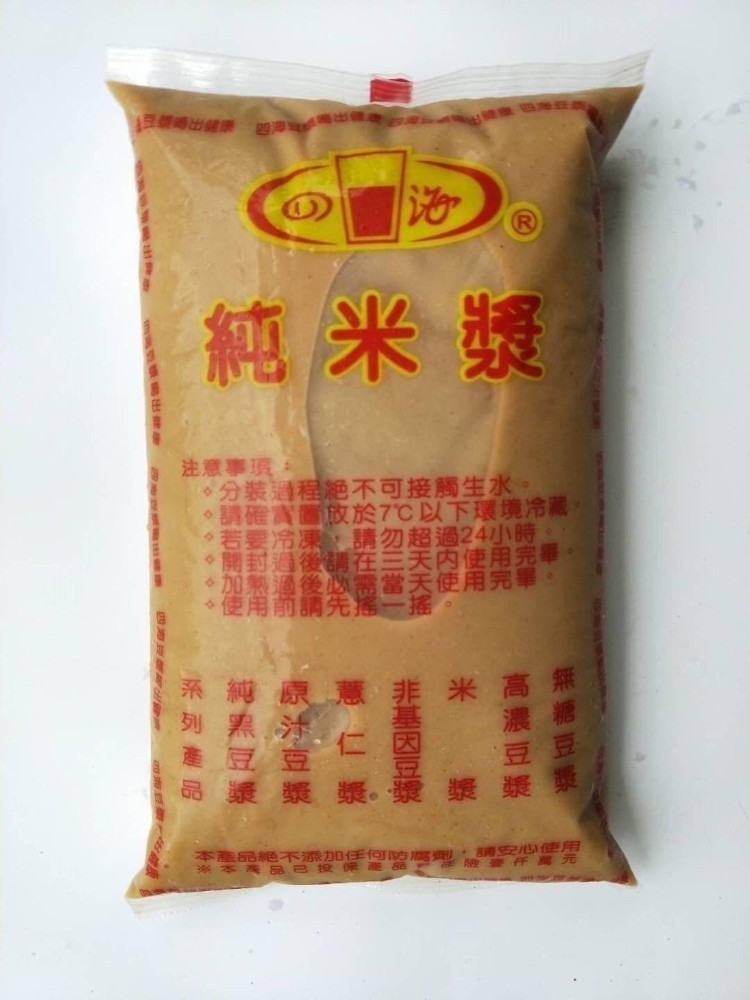 豆漿喝出健康 四海豆漿喝出健康 四海豆漿喝出健康 四海豆漿
四海 ®
純米漿
注意事項：
◇分裝過程絕不可接觸生水。
◇請確實置放於7℃以下環境冷藏。
◇若要冷凍，請勿超過24小時。
◇開封過後請在三天內使用完畢。
◇加熱過後必需當天使用完畢。
◇使用前請先搖一搖。
系列產品
純黑豆漿
原汁豆漿
薏仁漿
非基因豆漿
米漿
高濃豆漿
無糖豆漿
本產品絕不添加任何防腐劑，請安心使用
※本產品已投保產品責任險壹仟萬元